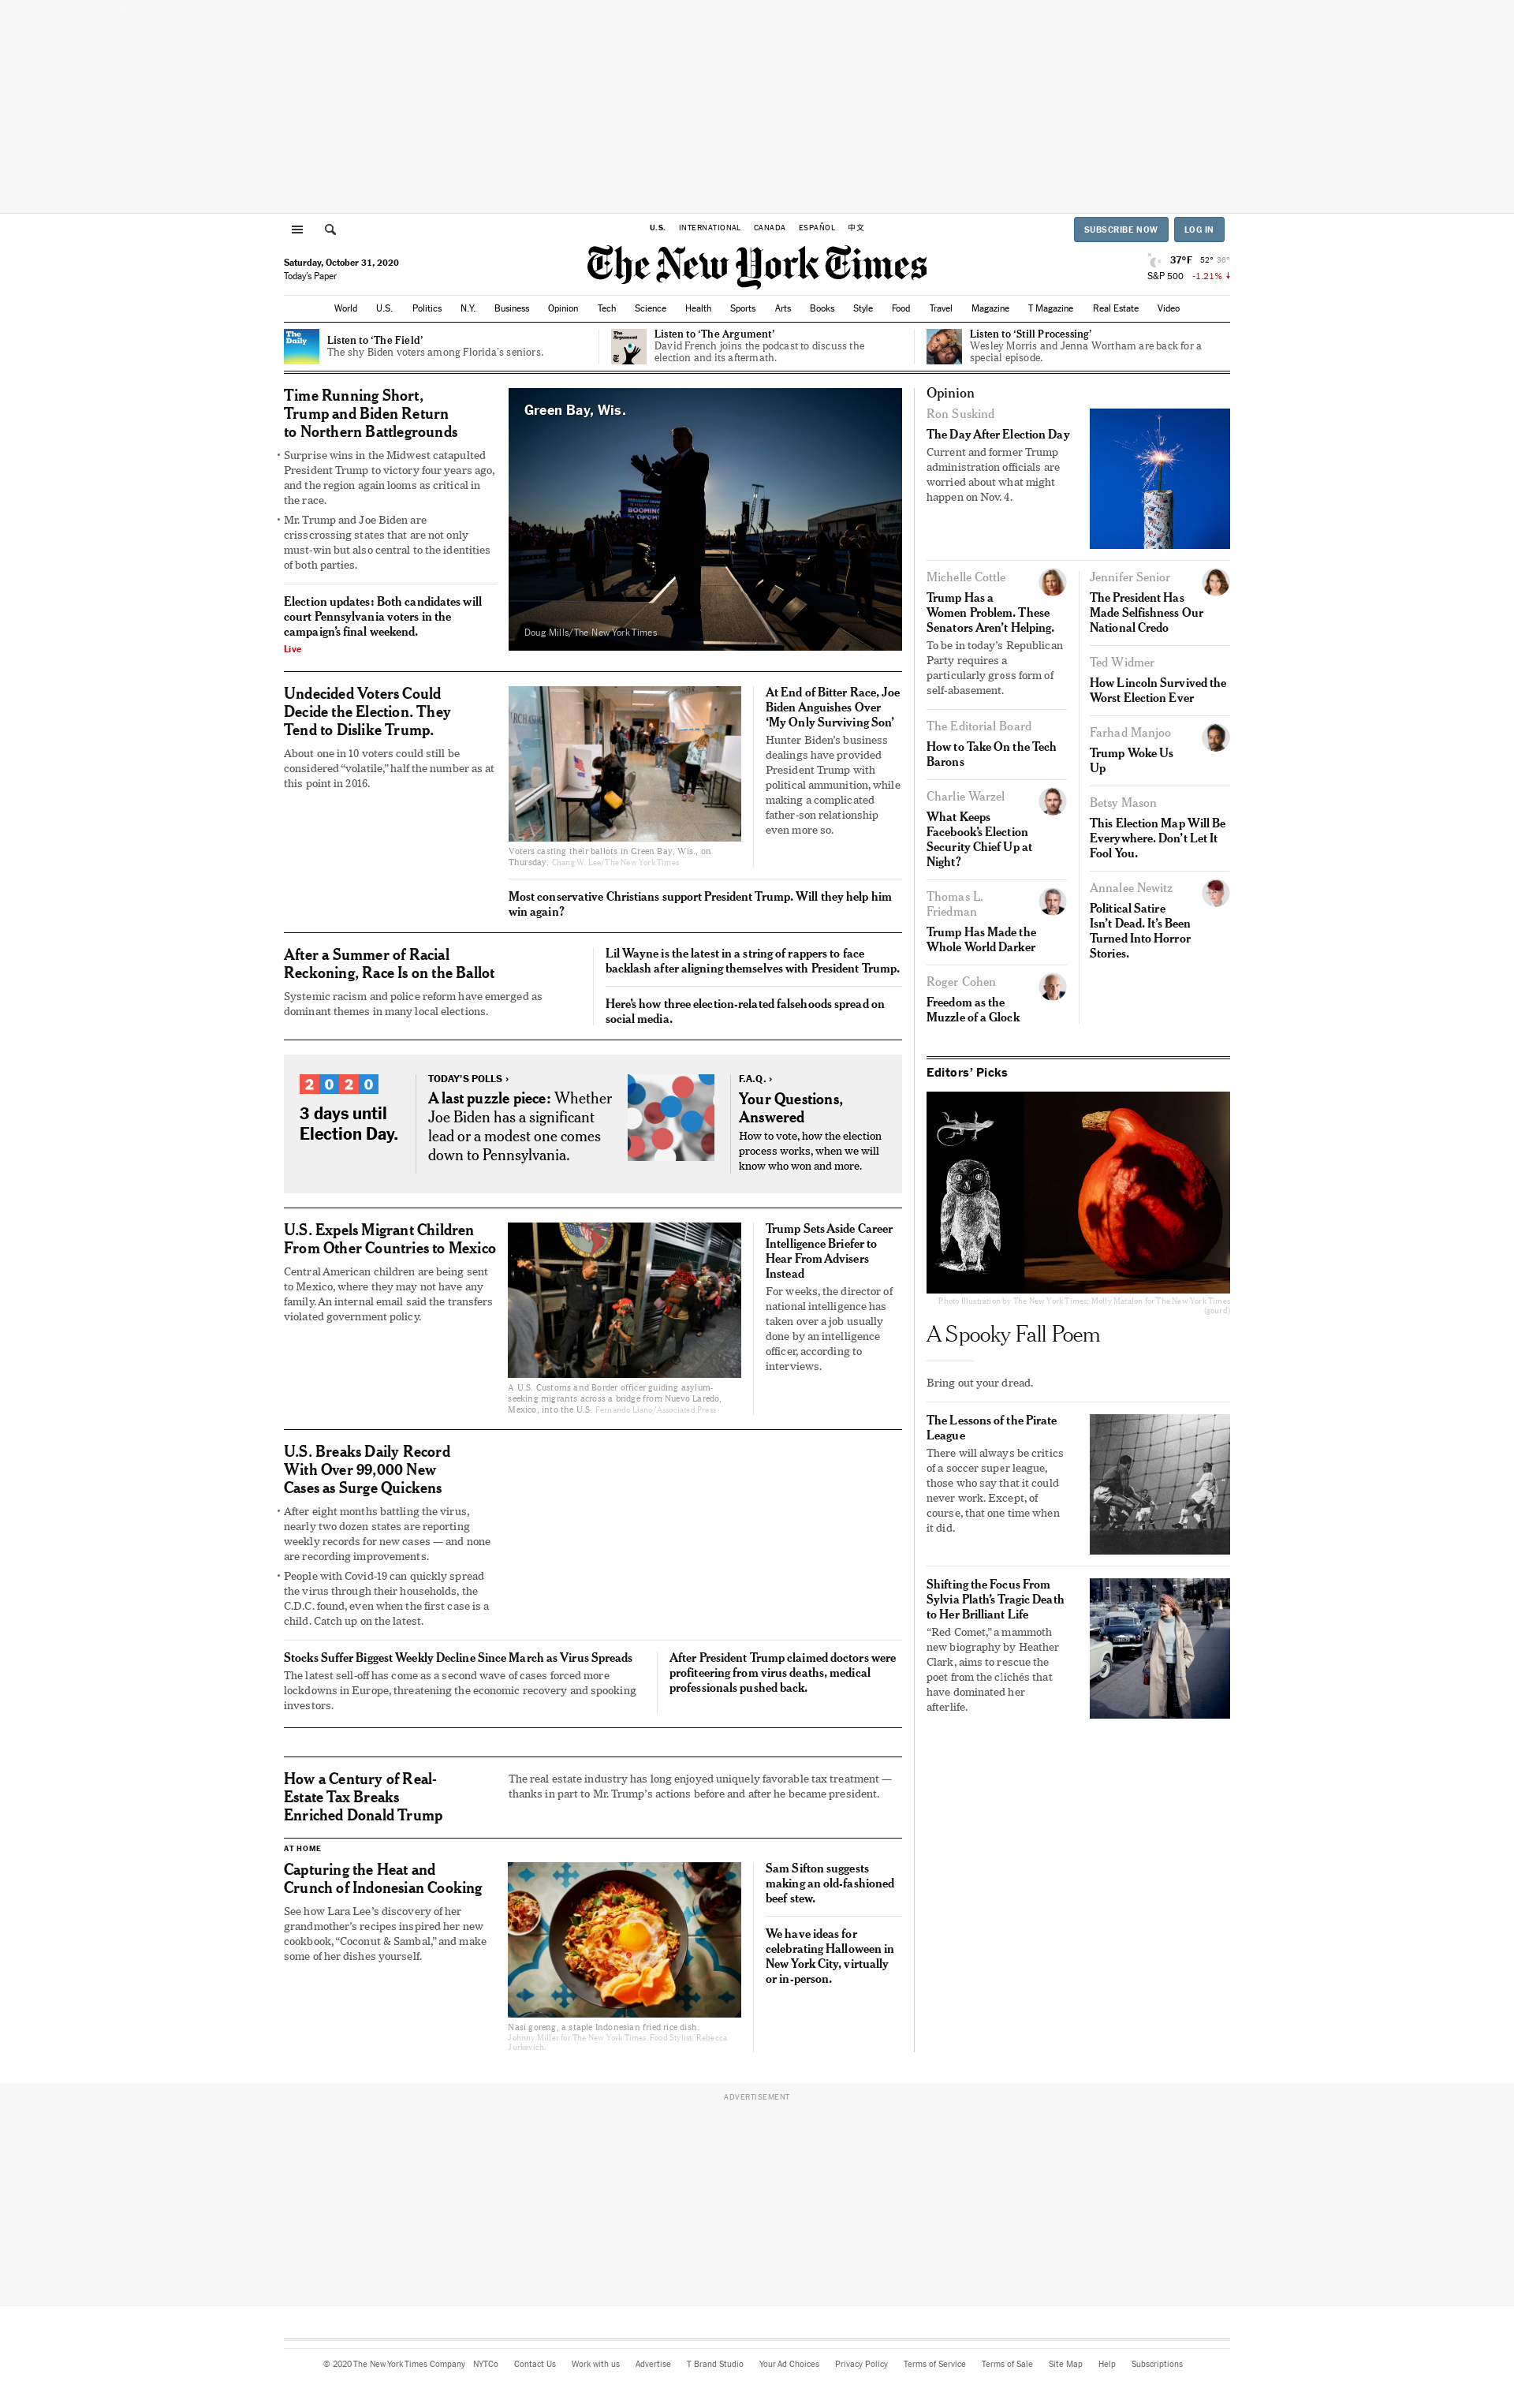 U.S. INTERNATIONAL CANADA ESPAÑOL 中文
SUBSCRIBE NOW LOG IN
Saturday, October 31, 2020
Today's Paper
The New York Times
37°F 52° 36°
S&P 500 -1.21%
World U.S. Politics N.Y. Business Opinion Tech Science Health Sports Arts Books Style Food Travel Magazine T Magazine Real Estate Video
The
Daily
Listen to ‘The Field’
The shy Biden voters among Florida's seniors.
The
Argument
Listen to ‘The Argument’
David French joins the podcast to discuss the
election and its aftermath.
Listen to ‘Still Processing’
Wesley Morris and Jenna Wortham are back for a
special episode.
Time Running Short,
Trump and Biden Return
to Northern Battlegrounds
• Surprise wins in the Midwest catapulted
President Trump to victory four years ago,
and the region again looms as critical in
the race.
• Mr. Trump and Joe Biden are
crisscrossing states that are not only
must-win but also central to the identities
of both parties.
Election updates: Both candidates will
court Pennsylvania voters in the
campaign’s final weekend.
Live
Green Bay, Wis.
Doug Mills/The New York Times
Undecided Voters Could
Decide the Election. They
Tend to Dislike Trump.
About one in 10 voters could still be
considered “volatile,” half the number as at
this point in 2016.
Voters casting their ballots in Green Bay, Wis., on
Thursday. Chang W. Lee/The New York Times
At End of Bitter Race, Joe
Biden Anguishes Over
‘My Only Surviving Son’
Hunter Biden’s business
dealings have provided
President Trump with
political ammunition, while
making a complicated
father-son relationship
even more so.
Most conservative Christians support President Trump. Will they help him
win again?
After a Summer of Racial
Reckoning, Race Is on the Ballot
Systemic racism and police reform have emerged as
dominant themes in many local elections.
Lil Wayne is the latest in a string of rappers to face
backlash after aligning themselves with President Trump.
Here’s how three election-related falsehoods spread on
social media.
2020
3 days until
Election Day.
TODAY’S POLLS ›
A last puzzle piece: Whether
Joe Biden has a significant
lead or a modest one comes
down to Pennsylvania.
F.A.Q. ›
Your Questions,
Answered
How to vote, how the election
process works, when we will
know who won and more.
U.S. Expels Migrant Children
From Other Countries to Mexico
Central American children are being sent
to Mexico, where they may not have any
family. An internal email said the transfers
violated government policy.
A U.S. Customs and Border officer guiding asylum-
seeking migrants across a bridge from Nuevo Laredo,
Mexico, into the U.S. Fernando Llano/Associated Press
Trump Sets Aside Career
Intelligence Briefer to
Hear From Advisers
Instead
For weeks, the director of
national intelligence has
taken over a job usually
done by an intelligence
officer, according to
interviews.
U.S. Breaks Daily Record
With Over 99,000 New
Cases as Surge Quickens
• After eight months battling the virus,
nearly two dozen states are reporting
weekly records for new cases — and none
are recording improvements.
• People with Covid-19 can quickly spread
the virus through their households, the
C.D.C. found, even when the first case is a
child. Catch up on the latest.
Stocks Suffer Biggest Weekly Decline Since March as Virus Spreads
The latest sell-off has come as a second wave of cases forced more
lockdowns in Europe, threatening the economic recovery and spooking
investors.
After President Trump claimed doctors were
profiteering from virus deaths, medical
professionals pushed back.
How a Century of Real-
Estate Tax Breaks
Enriched Donald Trump
The real estate industry has long enjoyed uniquely favorable tax treatment —
thanks in part to Mr. Trump’s actions before and after he became president.
AT HOME
Capturing the Heat and
Crunch of Indonesian Cooking
See how Lara Lee’s discovery of her
grandmother’s recipes inspired her new
cookbook, “Coconut & Sambal,” and make
some of her dishes yourself.
Nasi goreng, a staple Indonesian fried rice dish.
Johnny Miller for The New York Times. Food Stylist: Rebecca
Jurkevich.
Sam Sifton suggests
making an old-fashioned
beef stew.
We have ideas for
celebrating Halloween in
New York City, virtually
or in-person.
Opinion
Ron Suskind
The Day After Election Day
Current and former Trump
administration officials are
worried about what might
happen on Nov. 4.
Michelle Cottle
Trump Has a
Women Problem. These
Senators Aren’t Helping.
To be in today’s Republican
Party requires a
particularly gross form of
self-abasement.
The Editorial Board
How to Take On the Tech
Barons
Charlie Warzel
What Keeps
Facebook’s Election
Security Chief Up at
Night?
Thomas L.
Friedman
Trump Has Made the
Whole World Darker
Roger Cohen
Freedom as the
Muzzle of a Glock
Jennifer Senior
The President Has
Made Selfishness Our
National Credo
Ted Widmer
How Lincoln Survived the
Worst Election Ever
Farhad Manjoo
Trump Woke Us
Up
Betsy Mason
This Election Map Will Be
Everywhere. Don’t Let It
Fool You.
Annalee Newitz
Political Satire
Isn’t Dead. It’s Been
Turned Into Horror
Stories.
Editors’ Picks
Photo Illustration by The New York Times; Molly Matalon for The New York Times
(gourd)
A Spooky Fall Poem
Bring out your dread.
The Lessons of the Pirate
League
There will always be critics
of a soccer super league,
those who say that it could
never work. Except, of
course, that one time when
it did.
Shifting the Focus From
Sylvia Plath’s Tragic Death
to Her Brilliant Life
“Red Comet,” a mammoth
new biography by Heather
Clark, aims to rescue the
poet from the clichés that
have dominated her
afterlife.
ADVERTISEMENT
© 2020 The New York Times Company NYTCo Contact Us Work with us Advertise T Brand Studio Your Ad Choices Privacy Policy Terms of Service Terms of Sale Site Map Help Subscriptions